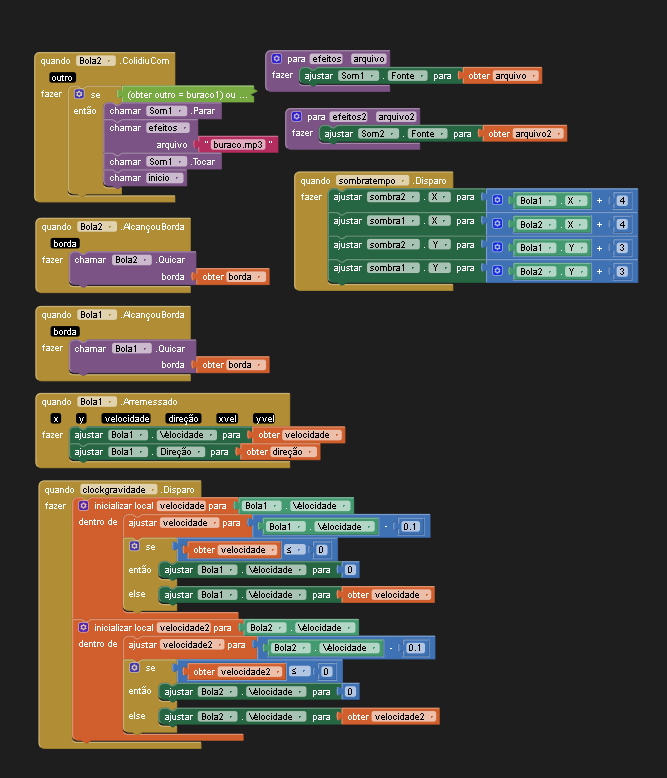 quando Bola2 .ColidiuCom
outro
fazer se (obter outro = buraco1) ou ...
então chamar Som1 .Parar
chamar efeitos
arquivo " buraco.mp3 "
chamar Som1 .Tocar
chamar inicio
para efeitos arquivo
fazer ajustar Som1 . Fonte para obter arquivo
para efeitos2 arquivo2
fazer ajustar Som2 . Fonte para obter arquivo2
quando sombratempo .Disparo
fazer ajustar sombra2 . X para Bola1 . X + 4
ajustar sombra1 . X para Bola2 . X + 4
ajustar sombra2 . Y para Bola1 . Y + 3
ajustar sombra1 . Y para Bola2 . Y + 3
quando Bola2 .AlcançouBorda
borda
fazer chamar Bola2 .Quicar
borda obter borda
quando Bola1 .AlcançouBorda
borda
fazer chamar Bola1 .Quicar
borda obter borda
quando Bola1 .Arremessado
x y velocidade direção xvel yvel
fazer ajustar Bola1 . Velocidade para obter velocidade
ajustar Bola1 . Direção para obter direção
quando clockgravidade .Disparo
fazer inicializar local velocidade para Bola1 . Velocidade
dentro de ajustar velocidade para Bola1 . Velocidade - 0.1
se obter velocidade ≤ 0
então ajustar Bola1 . Velocidade para 0
else ajustar Bola1 . Velocidade para obter velocidade
inicializar local velocidade2 para Bola2 . Velocidade
dentro de ajustar velocidade2 para Bola2 . Velocidade - 0.1
se obter velocidade2 ≤ 0
então ajustar Bola2 . Velocidade para 0
else ajustar Bola2 . Velocidade para obter velocidade2